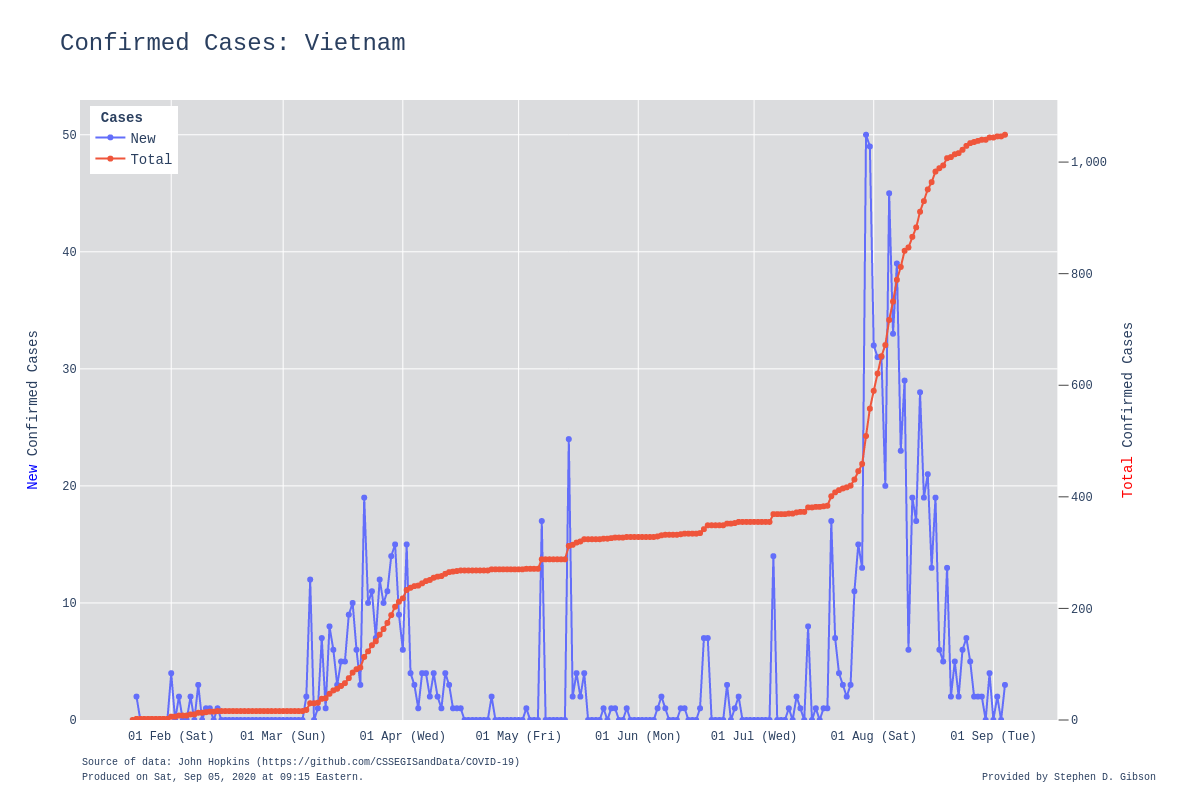 Confirmed Cases: Vietnam
Cases
New
Total
50
40
30
20
10
0
1,000
800
600
400
200
0
New Confirmed Cases
Total Confirmed Cases
01 Feb (Sat)
01 Mar (Sun)
01 Apr (Wed)
01 May (Fri)
01 Jun (Mon)
01 Jul (Wed)
01 Aug (Sat)
01 Sep (Tue)
Source of data: John Hopkins (https://github.com/CSSEGISandData/COVID-19)
Produced on Sat, Sep 05, 2020 at 09:15 Eastern.
Provided by Stephen D. Gibson